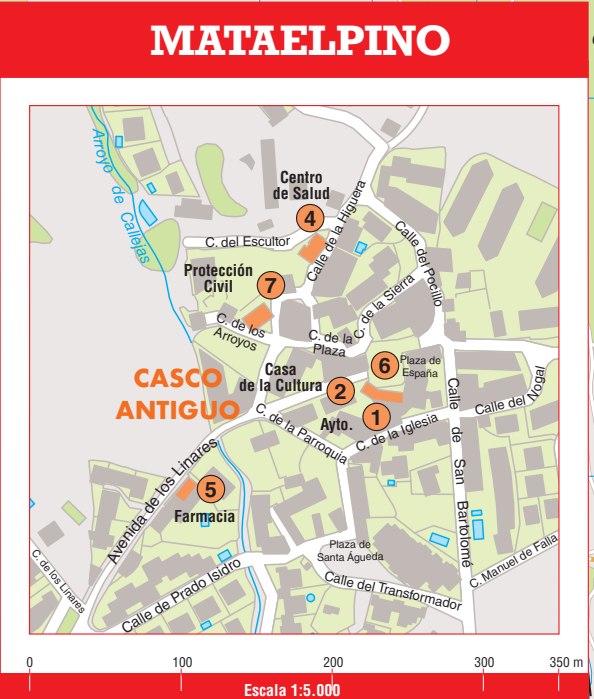 MATAELPINO
Arroyo de Callejas
Centro
de Salud
4
C. del Escultor
Calle de la Higuera
Calle del Pocillo
Protección
Civil
7
C. de la Sierra
C. de los
Arroyos
C. de la
Plaza
6
Plaza de
España
CASCO
ANTIGUO
Casa
de la Cultura
2
1
Ayto.
C. de la Iglesia
Calle del Nogal
Calle de San Bartolomé
C. de la Parroquia
Avenida de los Linares
5
Farmacia
Plaza de
Santa Águeda
C. de los Linares
Calle de Prado Isidro
Calle del Transformador
C. Manuel de Falla
0 100 200 300 350 m
Escala 1:5.000